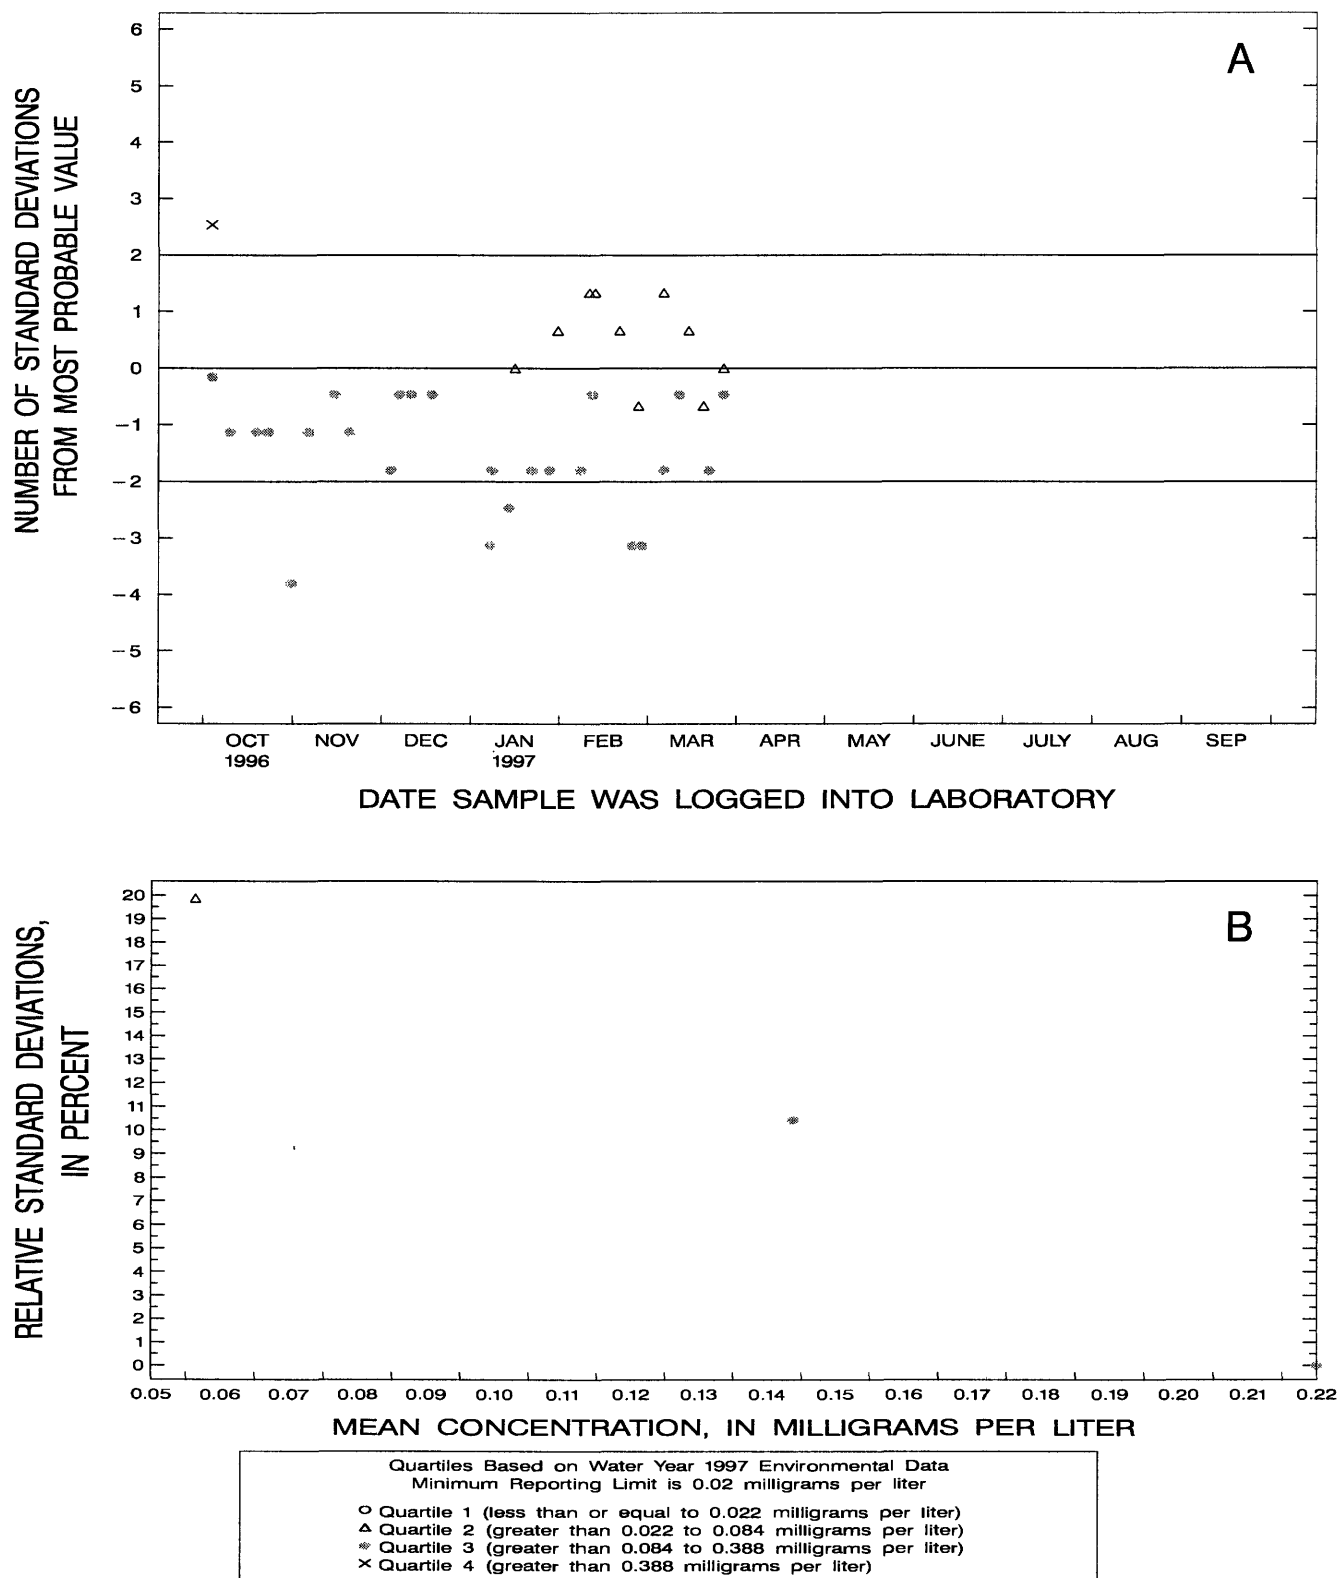 A
NUMBER OF STANDARD DEVIATIONS
FROM MOST PROBABLE VALUE
6
5
4
3
2
1
0
−1
−2
−3
−4
−5
−6
OCT NOV DEC JAN FEB MAR APR MAY JUNE JULY AUG SEP
1996 1997
DATE SAMPLE WAS LOGGED INTO LABORATORY
B
RELATIVE STANDARD DEVIATIONS,
IN PERCENT
20
19
18
17
16
15
14
13
12
11
10
9
8
7
6
5
4
3
2
1
0
0.05 0.06 0.07 0.08 0.09 0.10 0.11 0.12 0.13 0.14 0.15 0.16 0.17 0.18 0.19 0.20 0.21 0.22
MEAN CONCENTRATION, IN MILLIGRAMS PER LITER
Quartiles Based on Water Year 1997 Environmental Data
Minimum Reporting Limit is 0.02 milligrams per liter
Quartile 1 (less than or equal to 0.022 milligrams per liter)
Quartile 2 (greater than 0.022 to 0.084 milligrams per liter)
Quartile 3 (greater than 0.084 to 0.388 milligrams per liter)
Quartile 4 (greater than 0.388 milligrams per liter)